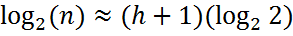 log₂(n) ≈ (h + 1)(log₂ 2)